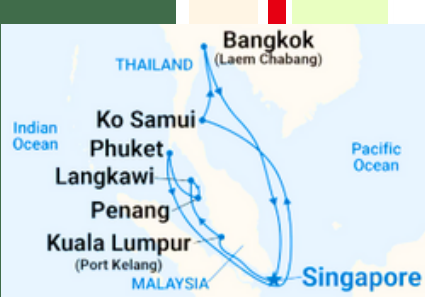 Bangkok
(Laem Chabang)
THAILAND
Ko Samui
Indian
Ocean
Phuket
Pacific
Ocean
Langkawi
Penang
Kuala Lumpur
(Port Kelang)
MALAYSIA
Singapore